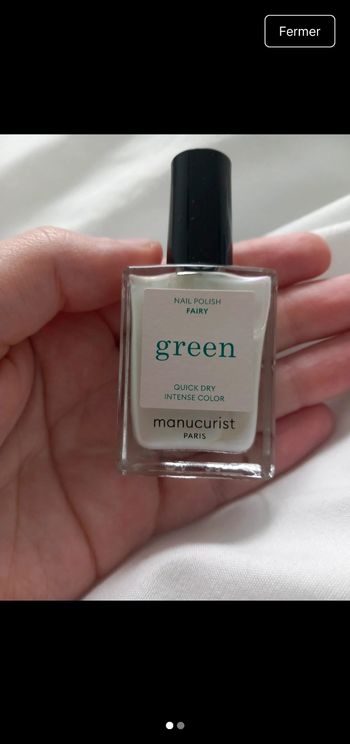 Fermer
NAIL POLISH
FAIRY
green
QUICK DRY
INTENSE COLOR
manucurist
PARIS